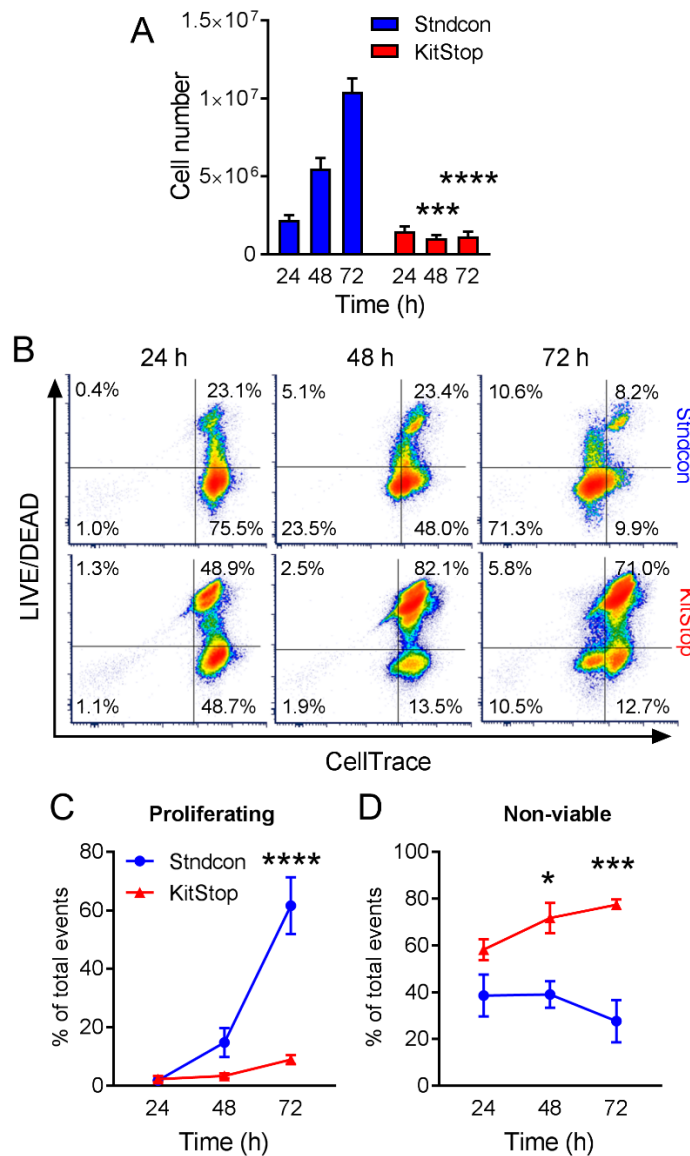 A
Stndcon
KitStop
Cell number
1.5×10⁷
1×10⁷
5×10⁶
0
***
****
24 48 72 24 48 72
Time (h)
B
24 h 48 h 72 h
LIVE/DEAD
0.4% 23.1% 5.1% 23.4% 10.6% 8.2%
Stndcon
1.0% 75.5% 23.5% 48.0% 71.3% 9.9%
1.3% 48.9% 2.5% 82.1% 5.8% 71.0%
KitStop
1.1% 48.7% 1.9% 13.5% 10.5% 12.7%
CellTrace
C
Proliferating
% of total events
80
60
40
20
0
Stndcon
KitStop
****
24 48 72
Time (h)
D
Non-viable
% of total events
100
80
60
40
20
0
*
***
24 48 72
Time (h)